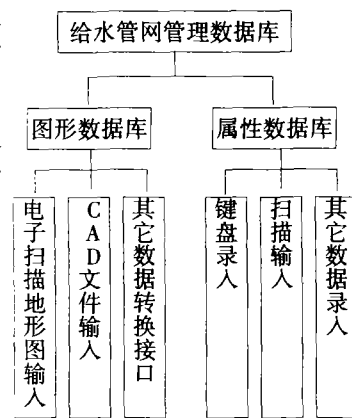 给水管网管理数据库
图形数据库
属性数据库
电子扫描地形图输入
CAD文件输入
其它数据转换接口
键盘录入
扫描输入
其它数据录入